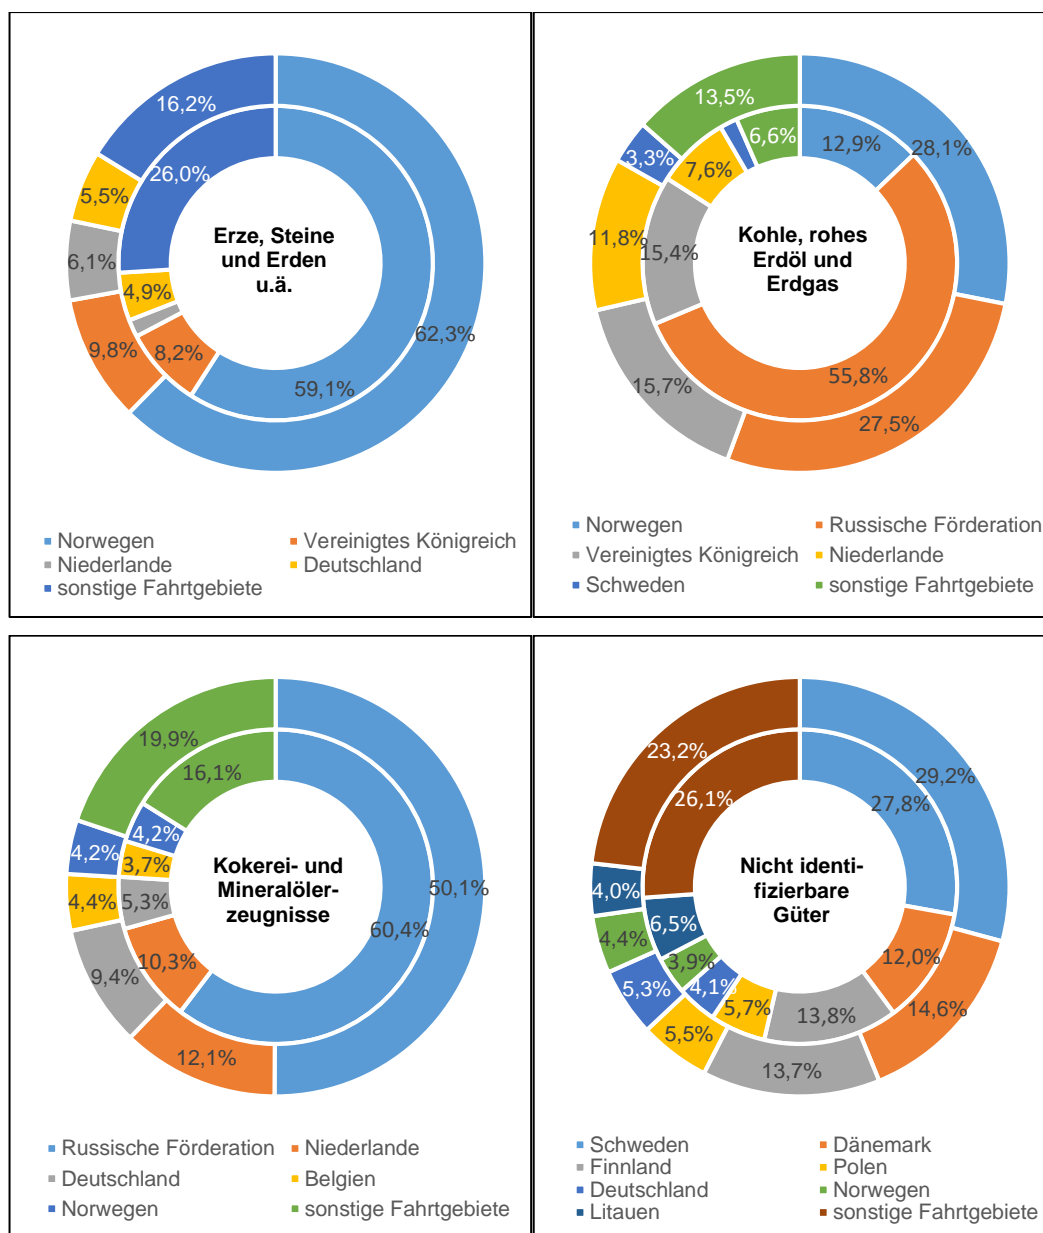 16,2%
5,5%
6,1%
9,8%
62,3%
26,0%
4,9%
8,2%
59,1%
Erze, Steine
und Erden
u.ä.
Norwegen
Vereinigtes Königreich
Niederlande
Deutschland
sonstige Fahrtgebiete
13,5%
3,3%
11,8%
15,7%
27,5%
28,1%
6,6%
7,6%
15,4%
55,8%
12,9%
Kohle, rohes
Erdöl und
Erdgas
Norwegen
Russische Förderation
Vereinigtes Königreich
Niederlande
Schweden
sonstige Fahrtgebiete
19,9%
4,2%
4,4%
9,4%
12,1%
50,1%
16,1%
4,2%
3,7%
5,3%
10,3%
60,4%
Kokerei- und
Mineralöler-
zeugnisse
Russische Förderation
Niederlande
Deutschland
Belgien
Norwegen
sonstige Fahrtgebiete
23,2%
4,0%
4,4%
5,3%
5,5%
13,7%
14,6%
29,2%
26,1%
6,5%
3,9%
4,1%
5,7%
13,8%
12,0%
27,8%
Nicht identi-
fizierbare
Güter
Schweden
Dänemark
Finnland
Polen
Deutschland
Norwegen
Litauen
sonstige Fahrtgebiete